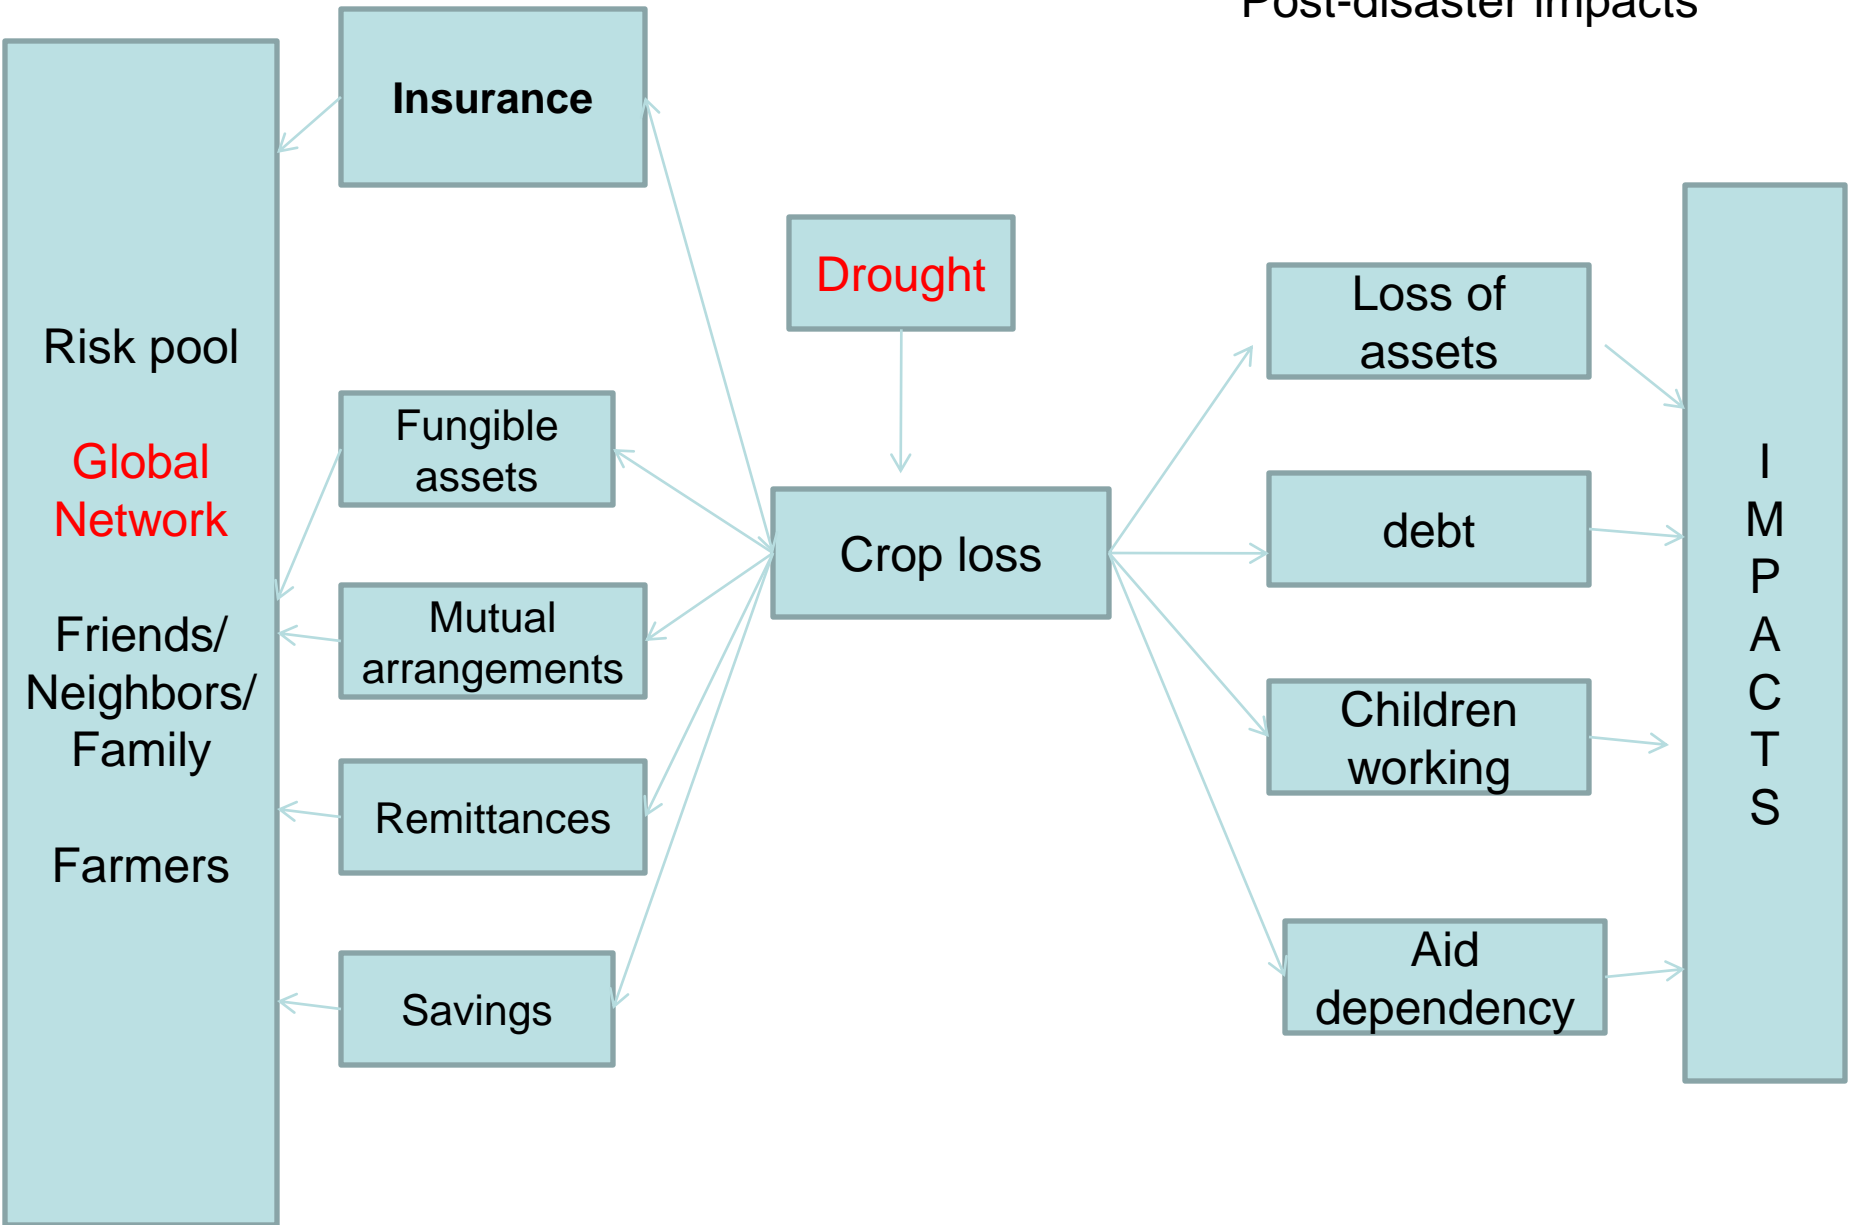 Post-disaster impacts
Insurance
Drought
Loss of
assets
Risk pool
Global
Network
Friends/
Neighbors/
Family
Farmers
Fungible
assets
Mutual
arrangements
Remittances
Savings
Crop loss
debt
Children
working
Aid
dependency
I
M
P
A
C
T
S